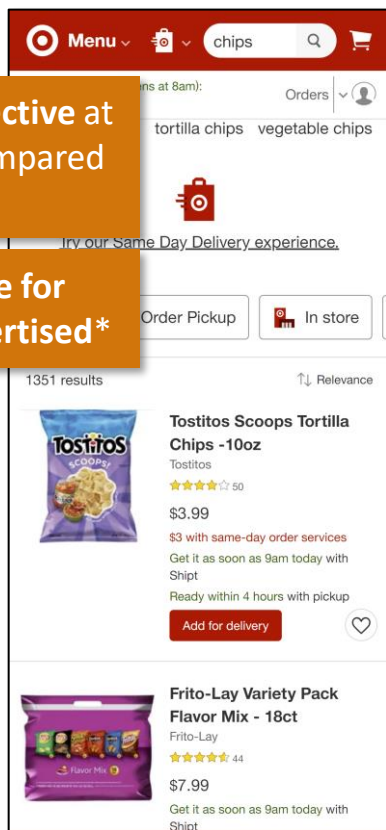 Menu
chips
ns at 8am):
Orders
ctive at
mpared
tortilla chips vegetable chips
Try our Same Day Delivery experience.
e for
ertised*
Order Pickup
In store
1351 results
Relevance
TOSTITOS
SCOOPS!
Tostitos Scoops Tortilla
Chips -10oz
Tostitos
50
$3.99
$3 with same-day order services
Get it as soon as 9am today with
Shipt
Ready within 4 hours with pickup
Add for delivery
Flavor Mix
Frito-Lay Variety Pack
Flavor Mix - 18ct
Frito-Lay
44
$7.99
Get it as soon as 9am today with
Shipt